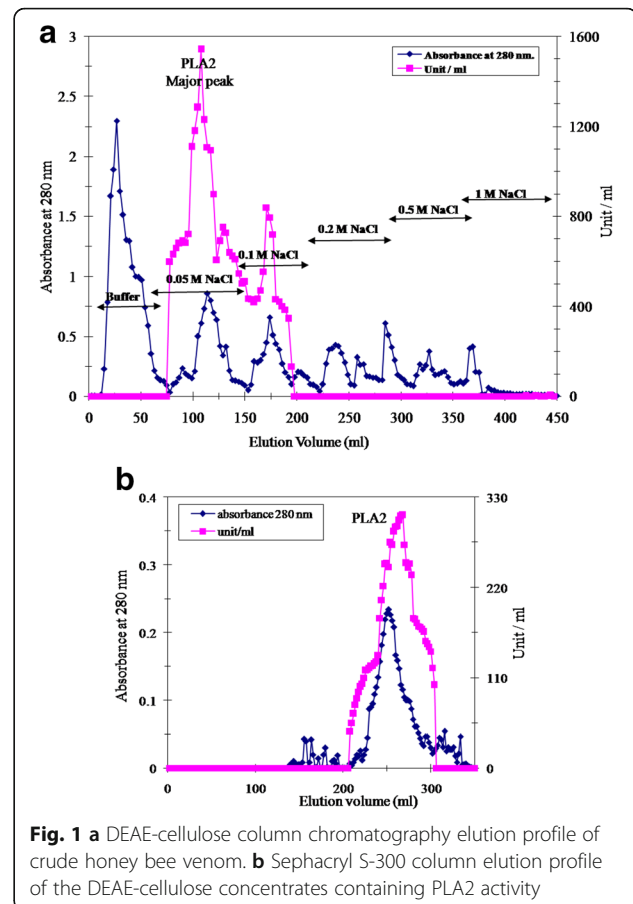 a
3
2.5
2
1.5
1
0.5
0
Absorbance at 280 nm
1600
1200
800
400
0
Unit / ml
PLA2
Major peak
Absorbance at 280 nm.
Unit / ml
Buffer
0.05 M NaCl
0.1 M NaCl
0.2 M NaCl
0.5 M NaCl
1 M NaCl
0 50 100 150 200 250 300 350 400 450
Elution Volume (ml)
b
0.4
0.3
0.2
0.1
0
Absorbance at 280 nm
330
220
110
0
Unit / ml
absorbance 280 nm
unit/ml
PLA2
0 100 200 300
Elution volume (ml)
Fig. 1 a DEAE-cellulose column chromatography elution profile of
crude honey bee venom. b Sephacryl S-300 column elution profile
of the DEAE-cellulose concentrates containing PLA2 activity